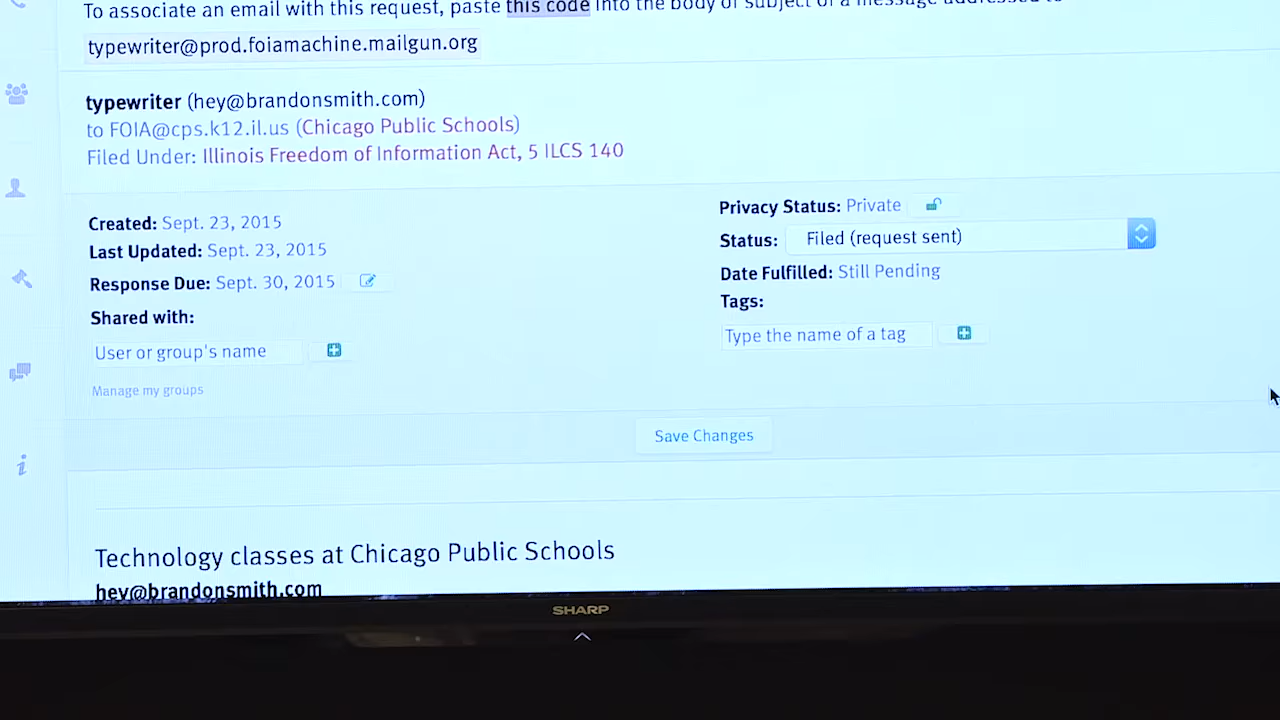 To associate an email with this request, paste this code into the body or subject of a message addressed to
typewriter@prod.foiamachine.mailgun.org
typewriter (hey@brandonsmith.com)
to FOIA@cps.k12.il.us (Chicago Public Schools)
Filed Under: Illinois Freedom of Information Act, 5 ILCS 140
Created: Sept. 23, 2015
Last Updated: Sept. 23, 2015
Response Due: Sept. 30, 2015
Shared with:
User or group's name
Manage my groups
Privacy Status: Private
Status: Filed (request sent)
Date Fulfilled: Still Pending
Tags:
Type the name of a tag
Save Changes
Technology classes at Chicago Public Schools
hey@brandonsmith.com
SHARP